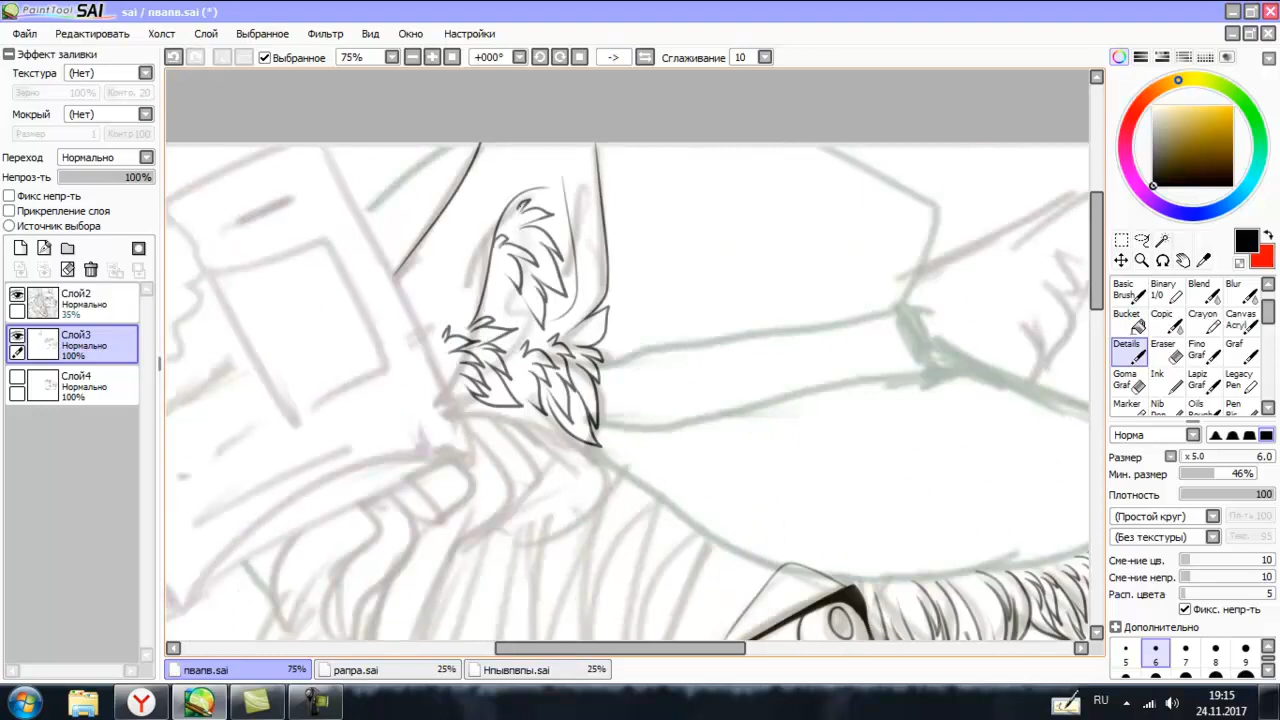 PaintTool SAI sai / пвапв.sai (*)
Файл Редактировать Холст Слой Выбранное Фильтр Вид Окно Настройки
Эффект заливки
Выбранное 75% +000° -> Сглаживание 10
Текстура (Нет)
Зерно 100% Контр. 20
Мокрый (Нет)
Размер 1 Контр 100
Переход Нормально
Непроз-ть 100%
Фикс непр-ть
Прикрепление слоя
Источник выбора
Слой2
Нормально
35%
Слой3
Нормально
100%
Слой4
Нормально
100%
Basic Brush Binary 1/0 Blend Blur
Bucket Copic Crayon Canvas Acryl
Details Eraser Fino Graf Graf
Goma Graf Ink Lapiz Graf Legacy Pen
Marker Nib Oils Pen
Норма
Размер x 5.0 6.0
Мин. размер 46%
Плотность 100
(Простой круг)
(Без текстуры)
Сме-ние цв. 10
Сме-ние непр. 10
Расп. цвета 5
Фикс. непр-ть
Дополнительно
5 6 7 8 9
пвапв.sai 75% рапра.sai 25% Нпывпвпы.sai 25%
RU 19:15
24.11.2017